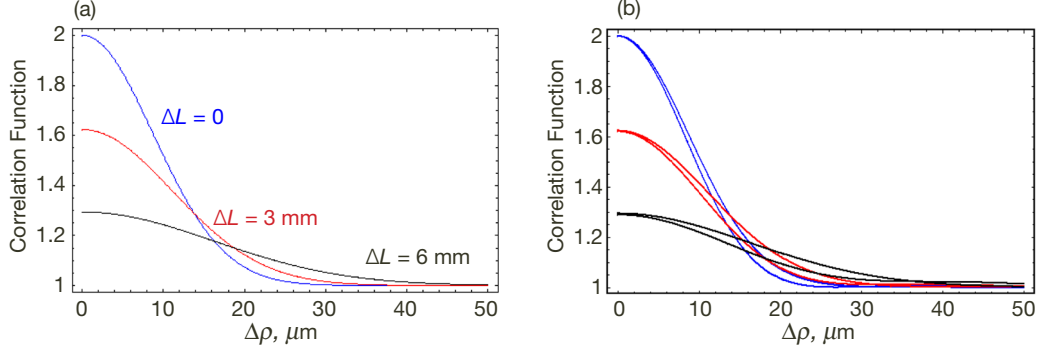 (a)
Correlation Function
2
1.8
1.6
1.4
1.2
1
ΔL = 0
ΔL = 3 mm
ΔL = 6 mm
0
10
20
30
40
50
Δρ, μm
(b)
Correlation Function
2
1.8
1.6
1.4
1.2
1
0
10
20
30
40
50
Δρ, μm